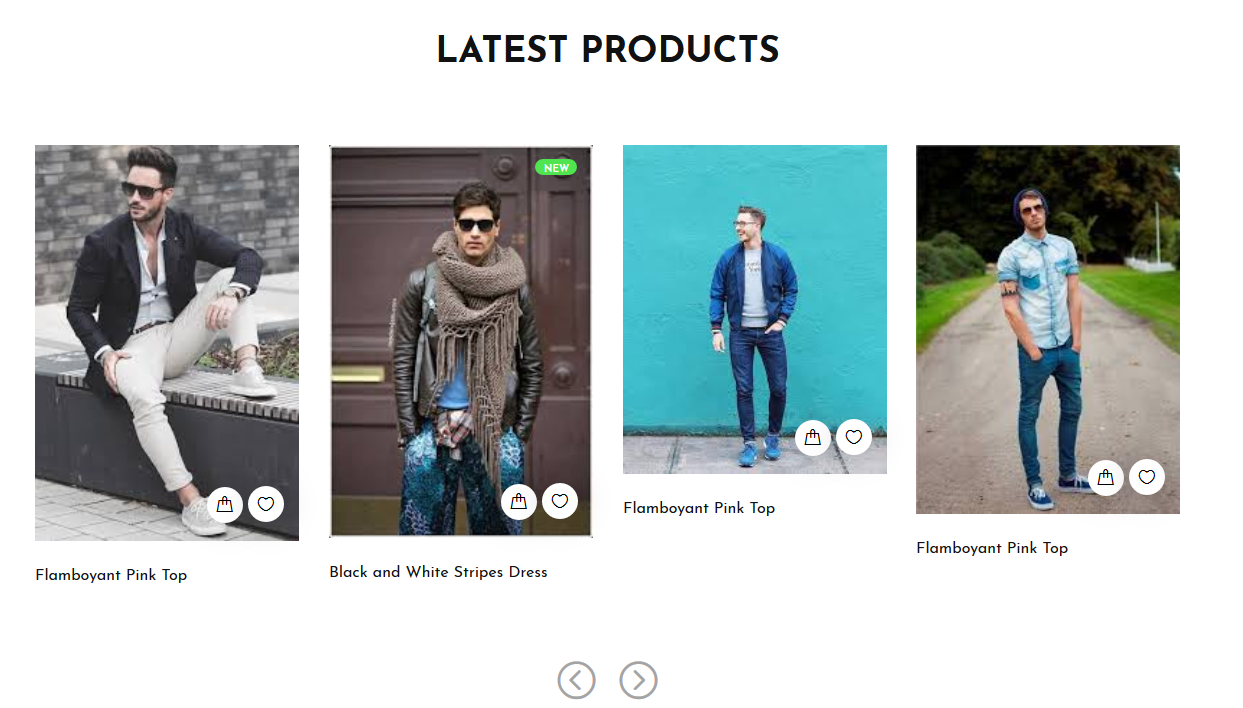 LATEST PRODUCTS
NEW
Flamboyant Pink Top
Black and White Stripes Dress
Flamboyant Pink Top
Flamboyant Pink Top